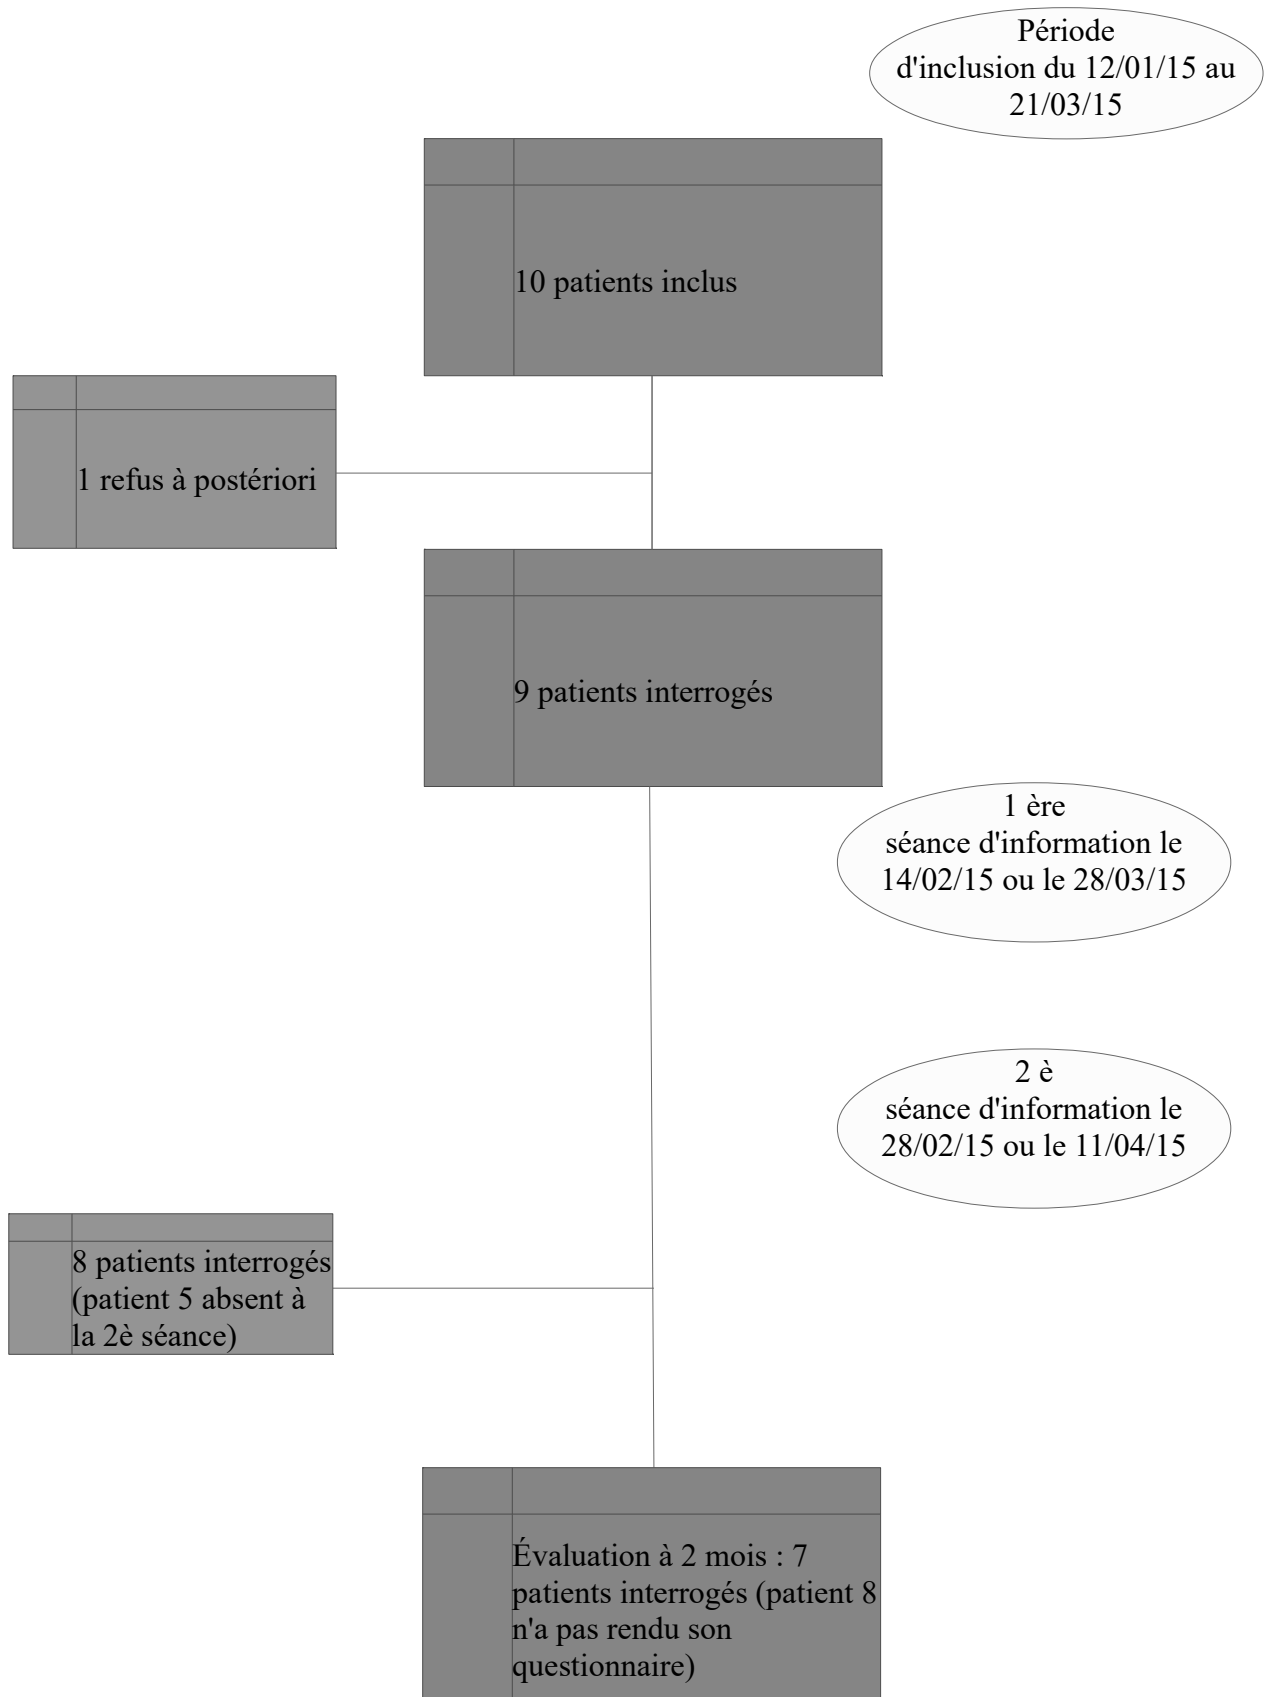 Période
d'inclusion du 12/01/15 au
21/03/15
10 patients inclus
1 refus à postériori
9 patients interrogés
1 ère
séance d'information le
14/02/15 ou le 28/03/15
2 è
séance d'information le
28/02/15 ou le 11/04/15
8 patients interrogés
(patient 5 absent à
la 2è séance)
Évaluation à 2 mois : 7
patients interrogés (patient 8
n'a pas rendu son
questionnaire)